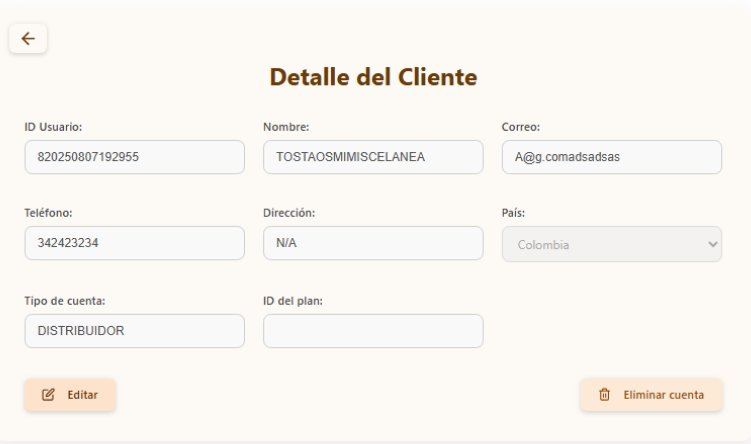 Detalle del Cliente
ID Usuario: Nombre: Correo:
820250807192955 TOSTAOSMIMISCELANEA A@g.comadsadsas
Teléfono: Dirección: País:
342423234 N/A Colombia
Tipo de cuenta: ID del plan:
DISTRIBUIDOR
Editar Eliminar cuenta